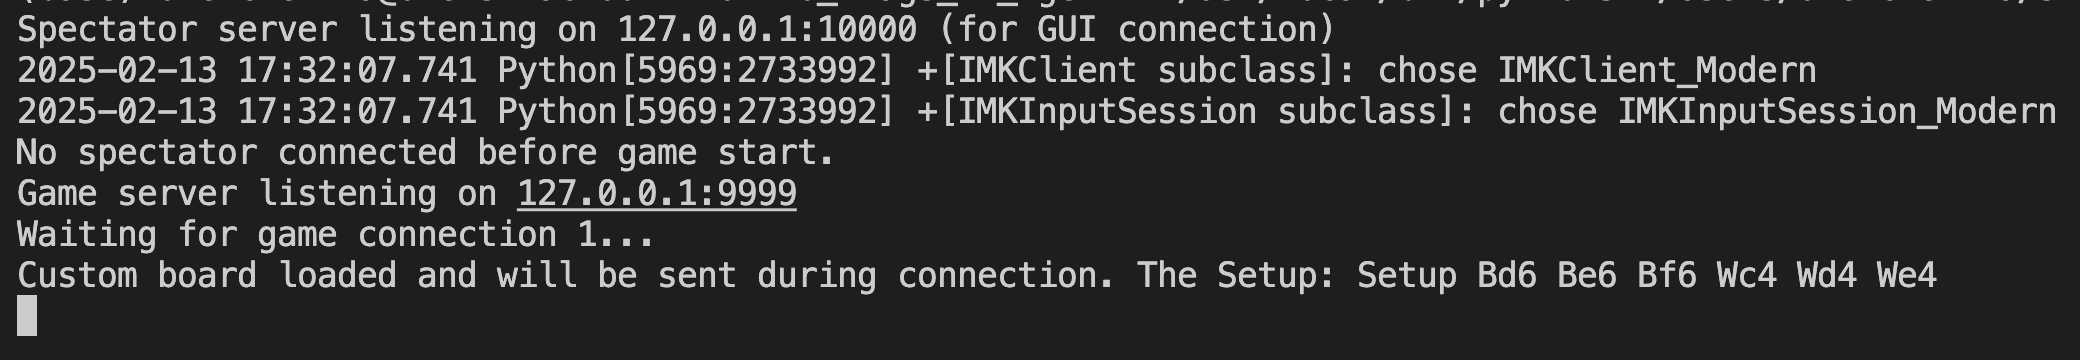 Spectator server listening on 127.0.0.1:10000 (for GUI connection)
2025-02-13 17:32:07.741 Python[5969:2733992] +[IMKClient subclass]: chose IMKClient_Modern
2025-02-13 17:32:07.741 Python[5969:2733992] +[IMKInputSession subclass]: chose IMKInputSession_Modern
No spectator connected before game start.
Game server listening on 127.0.0.1:9999
Waiting for game connection 1...
Custom board loaded and will be sent during connection. The Setup: Setup Bd6 Be6 Bf6 Wc4 Wd4 We4